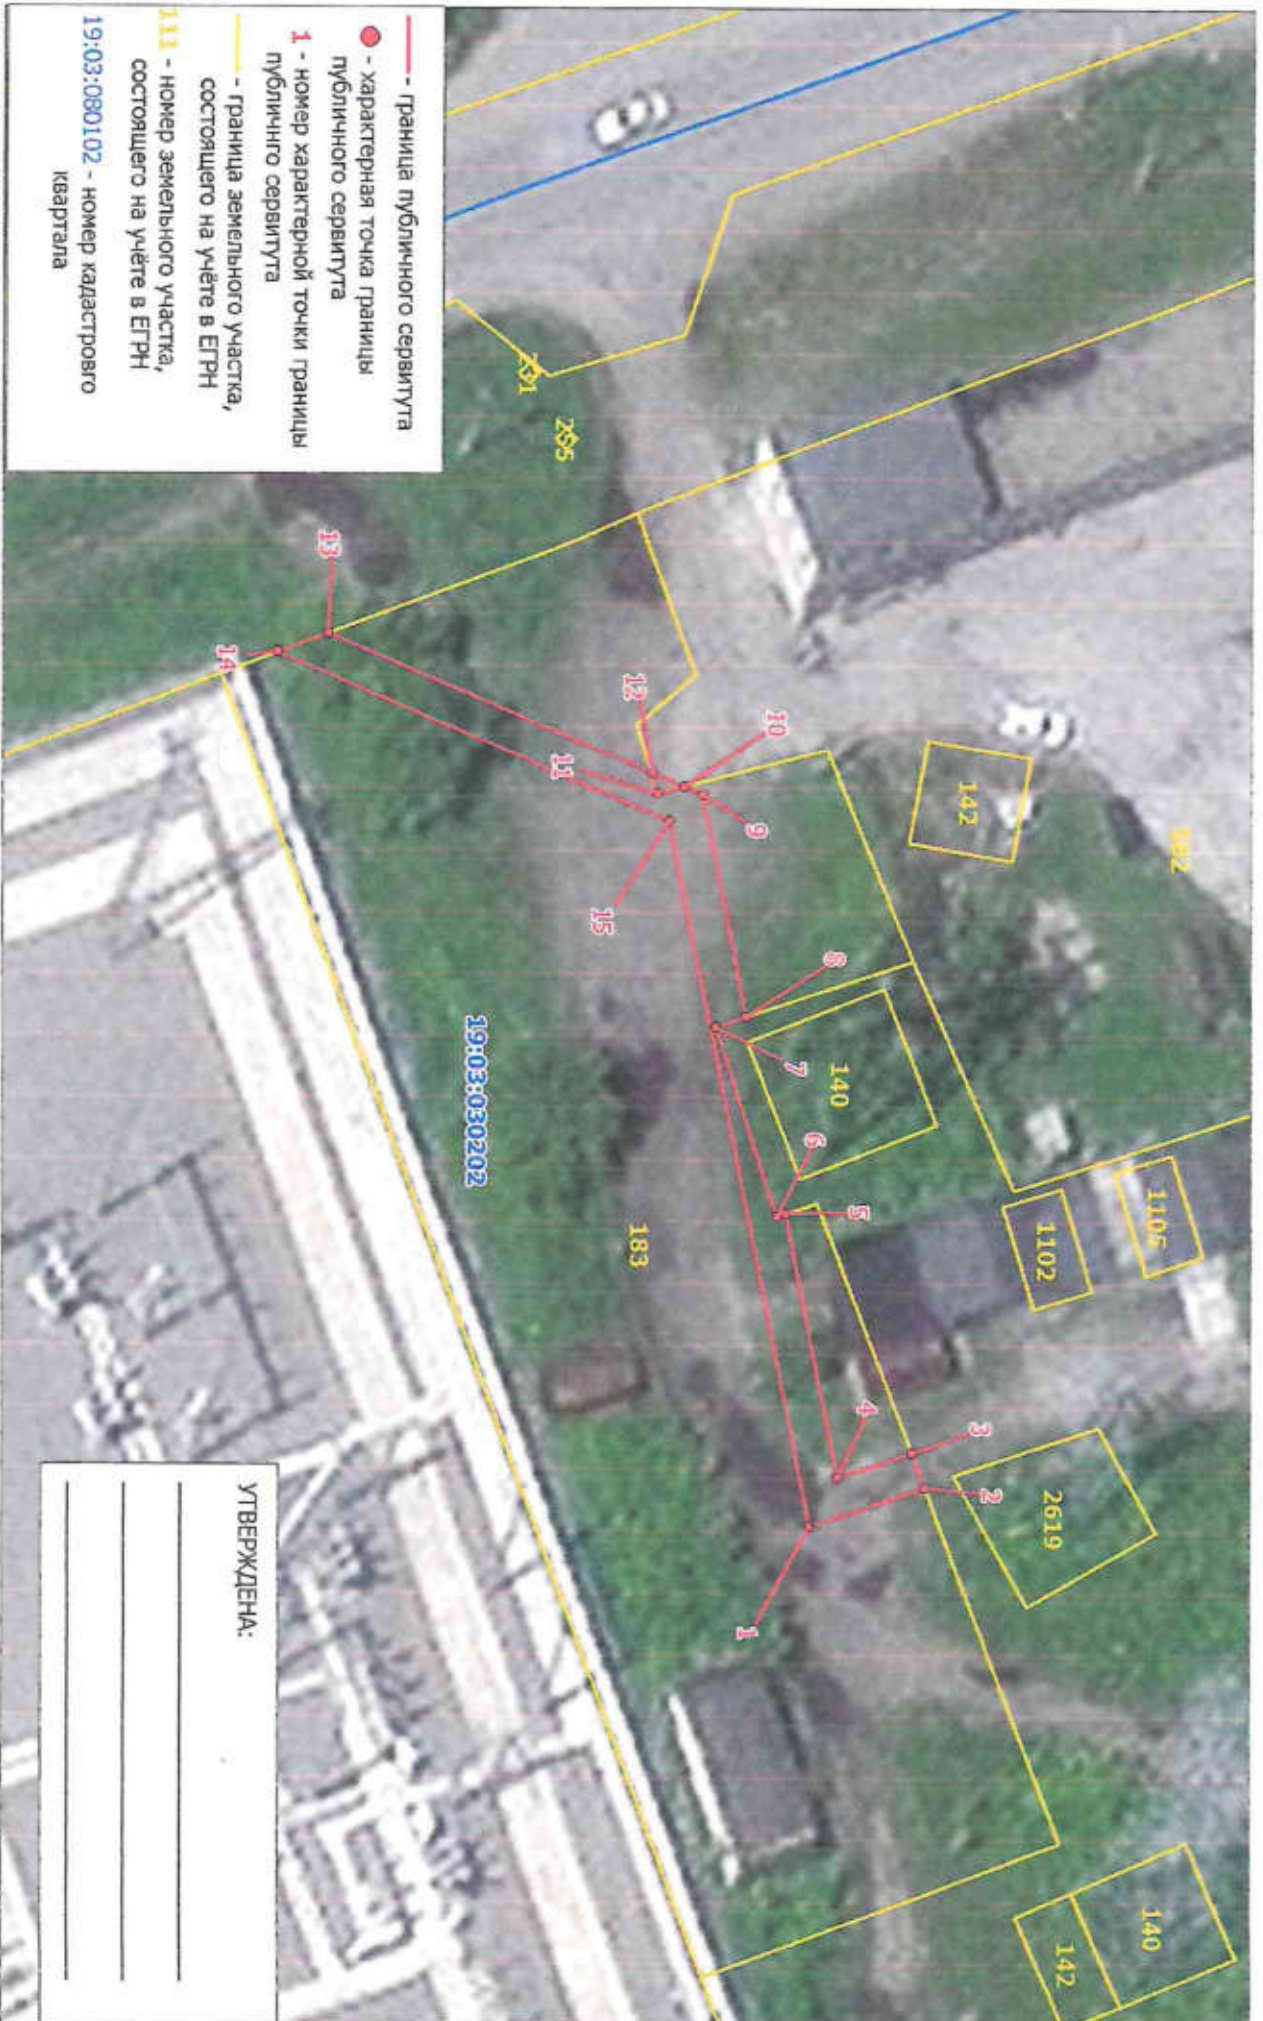 - граница публичного сервитута
- характерная точка границы
публичного сервитута
1 - номер характерной точки границы
публичнго сервитута
- граница земельного участка,
состоящего на учёте в ЕГРН
111 - номер земельного участка,
состоящего на учёте в ЕГРН
19:03:080102 - номер кадастрового
квартала
13
14
12
10
11
9
15
8
7
6
5
4
3
2
1
142
140
1105
1102
183
2619
140
142
19:03:030202
УТВЕРЖДЕНА: